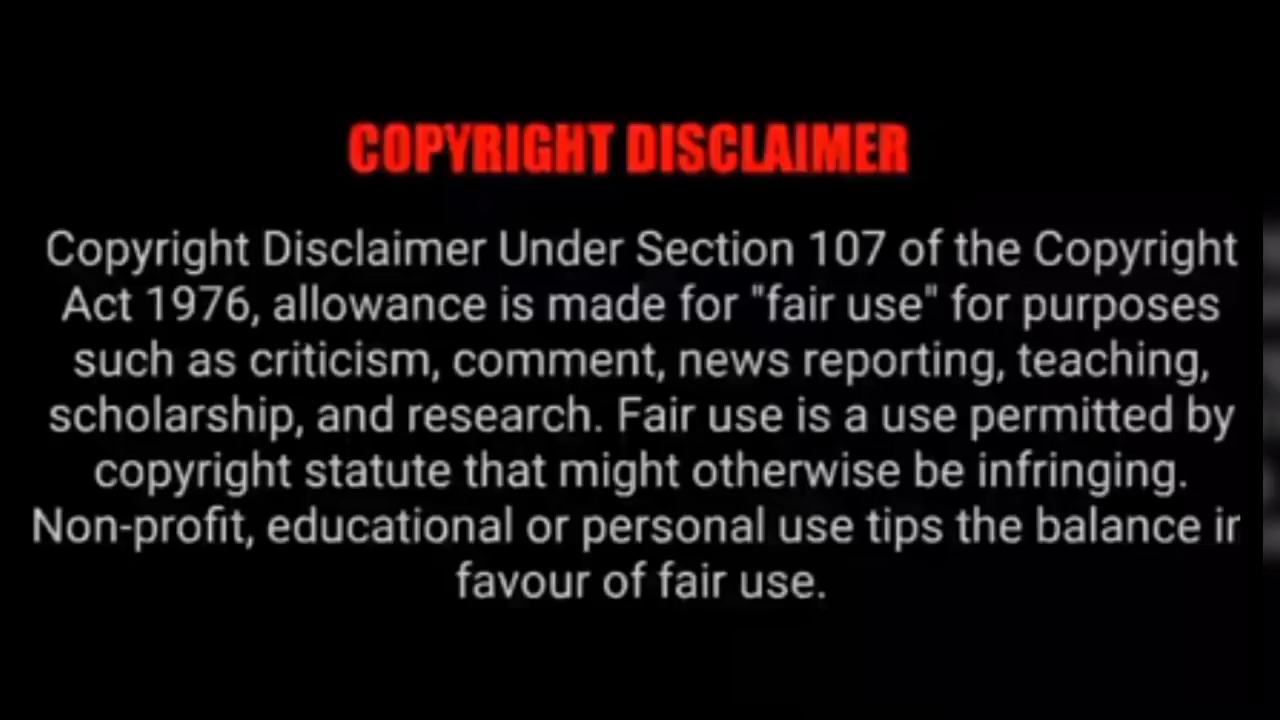 COPYRIGHT DISCLAIMER
Copyright Disclaimer Under Section 107 of the Copyright
Act 1976, allowance is made for "fair use" for purposes
such as criticism, comment, news reporting, teaching,
scholarship, and research. Fair use is a use permitted by
copyright statute that might otherwise be infringing.
Non-profit, educational or personal use tips the balance in
favour of fair use.